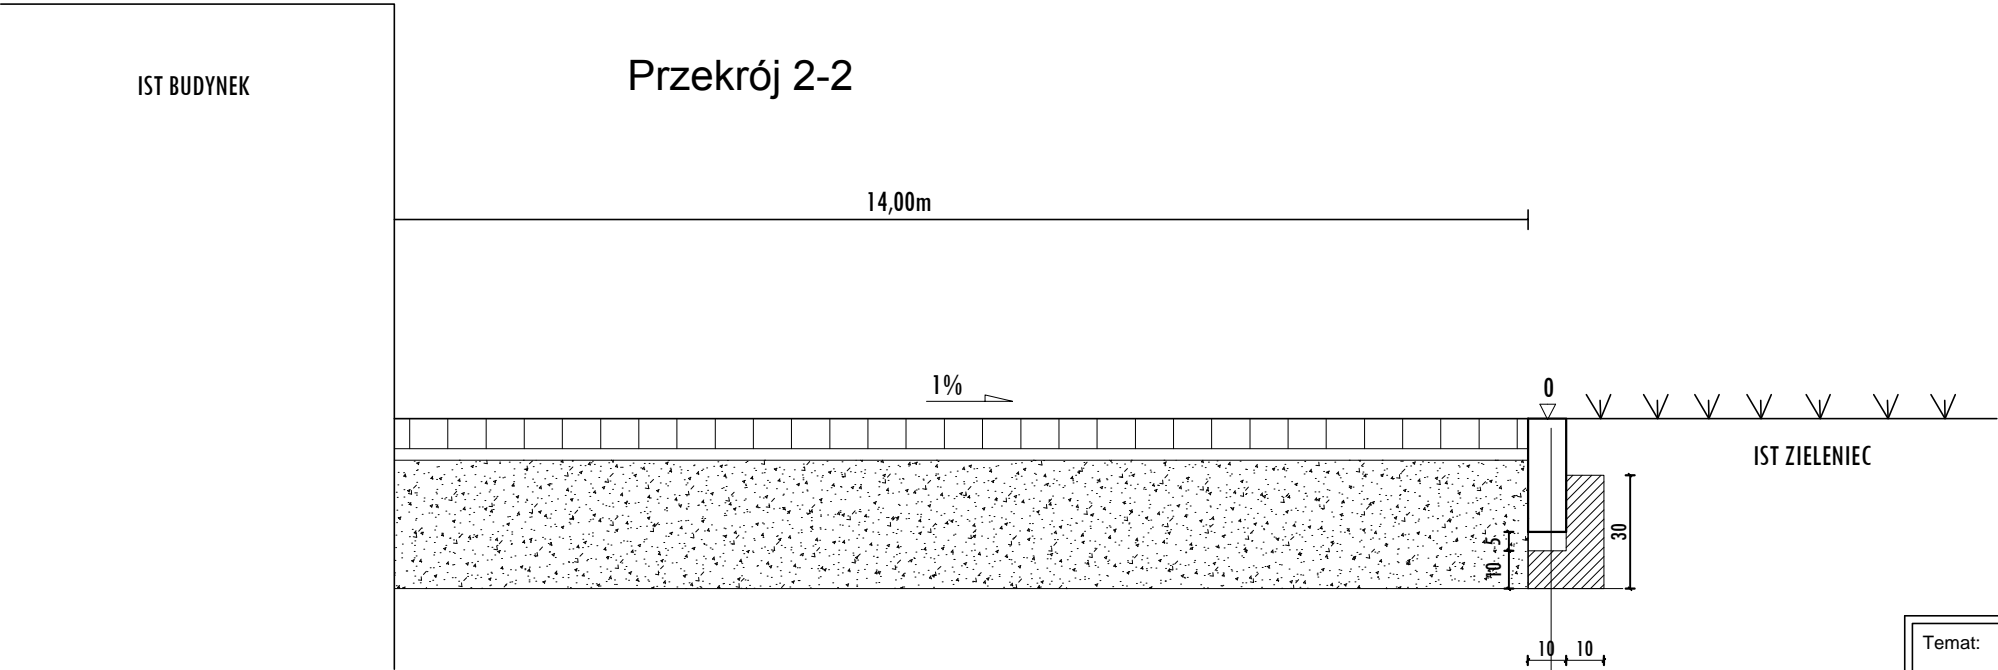 IST BUDYNEK
Przekrój 2-2
14,00m
1%
0
IST ZIELENIEC
30
5
10
10
10
Temat: